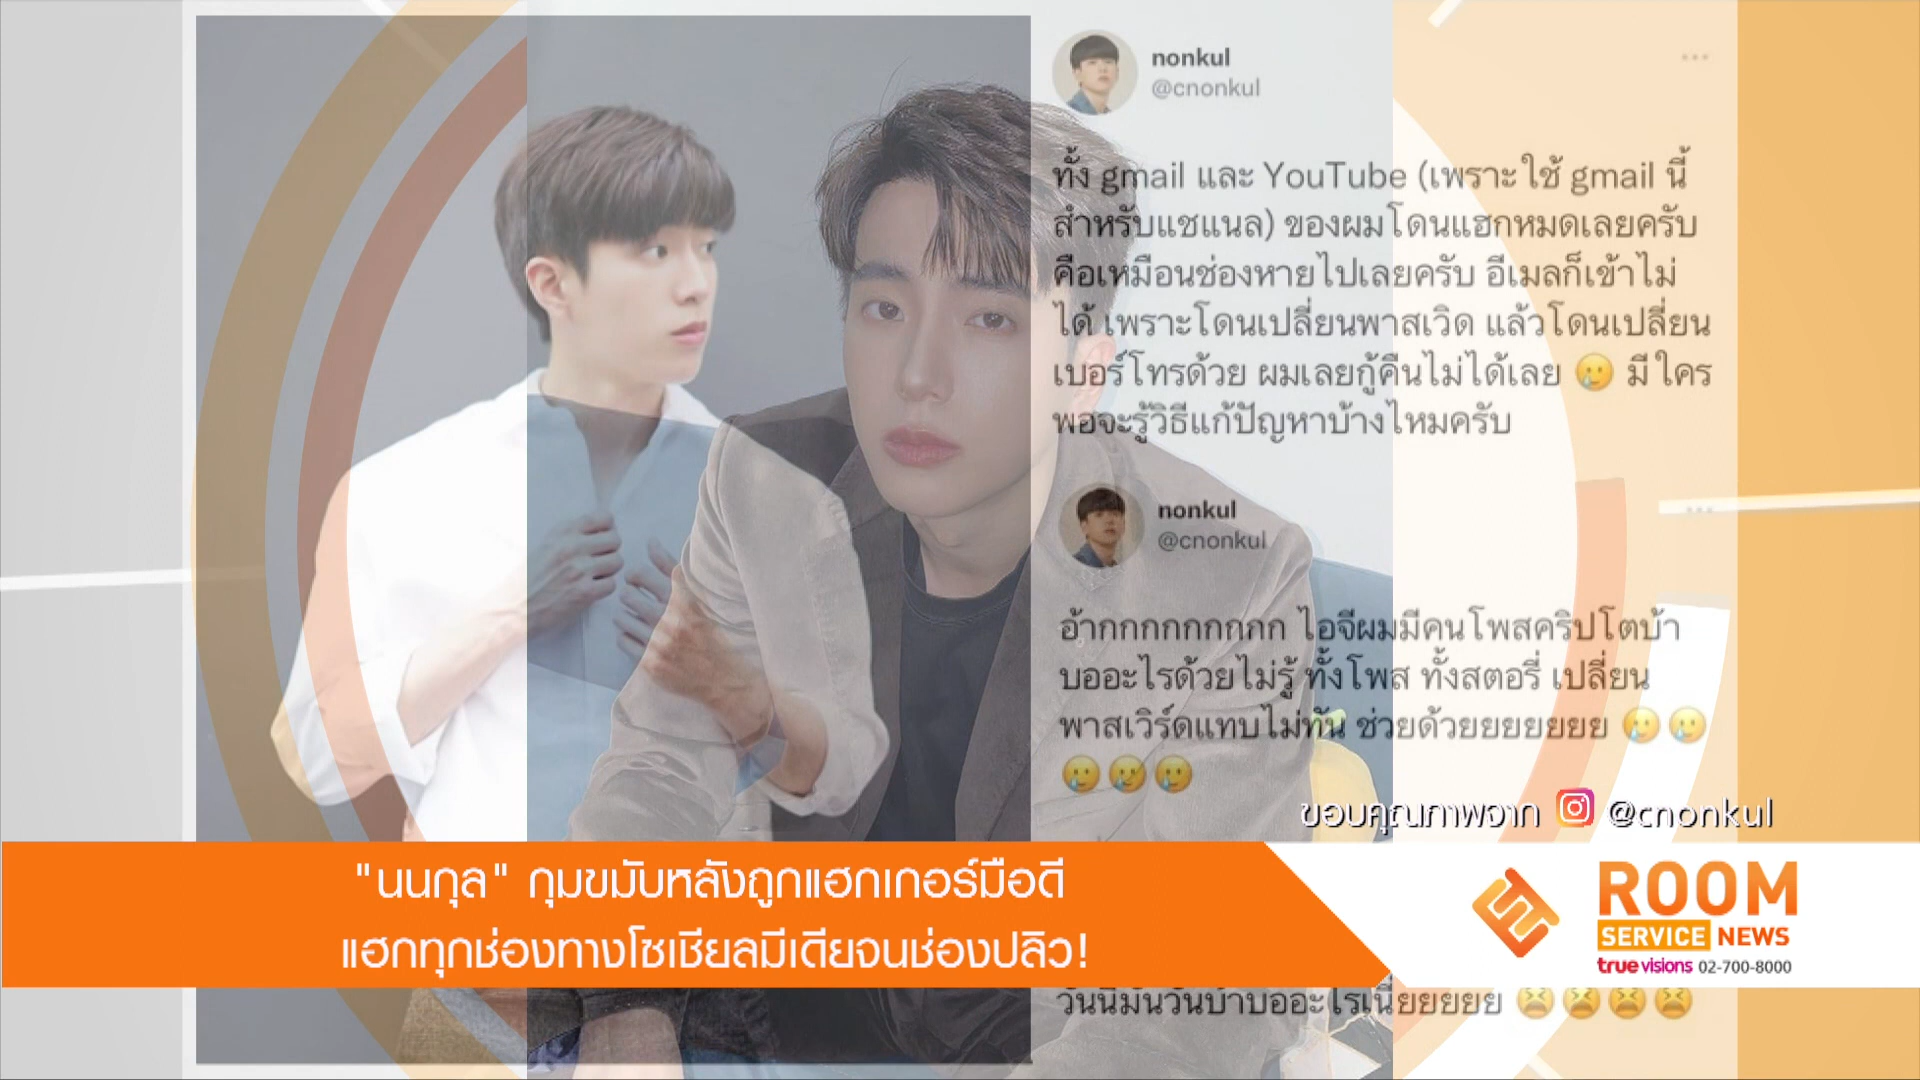 nonkul
@cnonkul
ทั้ง gmail และ YouTube (เพราะใช้ gmail นี้
สำหรับแชแนล) ของผมโดนแฮกหมดเลยครับ
คือเหมือนช่องหายไปเลยครับ อีเมลก็เข้าไม่
ได้ เพราะโดนเปลี่ยนพาสเวิด แล้วโดนเปลี่ยน
เบอร์โทรด้วย ผมเลยกู้คืนไม่ได้เลย 🥲 มีใคร
พอจะรู้วิธีแก้ปัญหาบ้างไหมครับ
nonkul
@cnonkul
อ้ากกกกกกกกก ไอจีผมมีคนโพสคริปโตบ้า
บออะไรด้วยไม่รู้ ทั้งโพส ทั้งสตอรี่ เปลี่ยน
พาสเวิร์ดแทบไม่ทัน ช่วยด้วยยยยยยย 🥲🥲
🥲🥲🥲
ขอบคุณภาพจาก @cnonkul
"นนกุล" กุมขมับหลังถูกแฮกเกอร์มือดี
แฮกทุกช่องทางโซเชียลมีเดียจนช่องปลิว!
ROOM
SERVICE NEWS
truevisions 02-700-8000
วันนี้มันวันบ้าบออะไรเนี่ยยยยย 😫😫😫😫